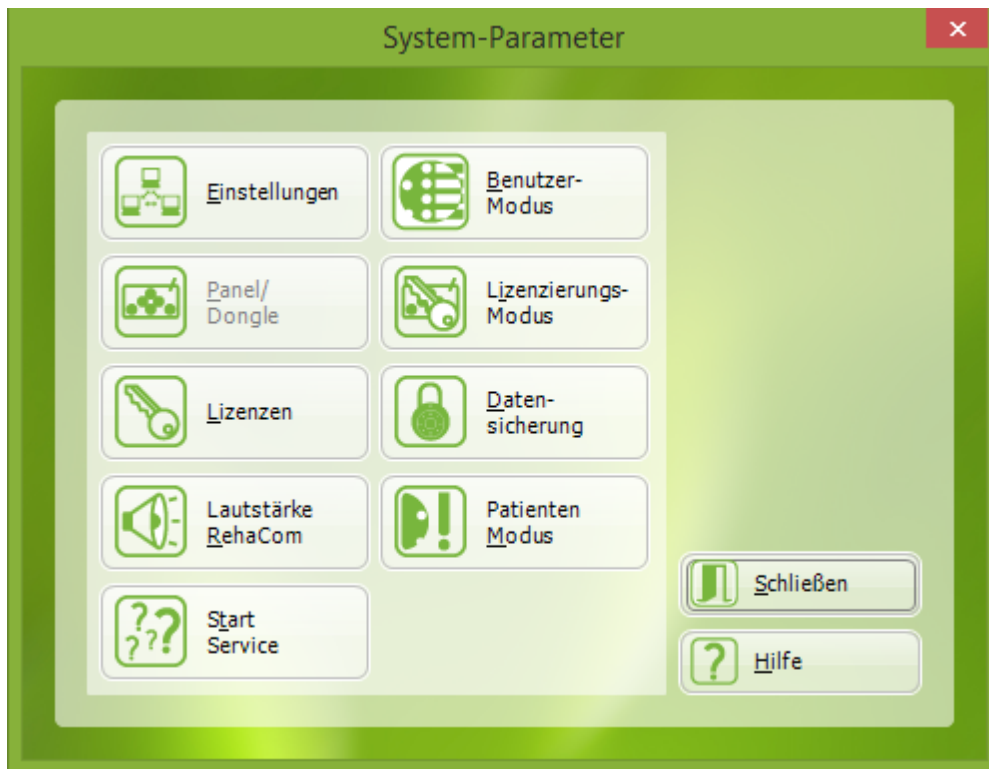 System-Parameter
Einstellungen
Benutzer-
Modus
Panel/
Dongle
Lizenzierungs-
Modus
Lizenzen
Daten-
sicherung
Lautstärke
RehaCom
Patienten
Modus
Start
Service
Schließen
Hilfe